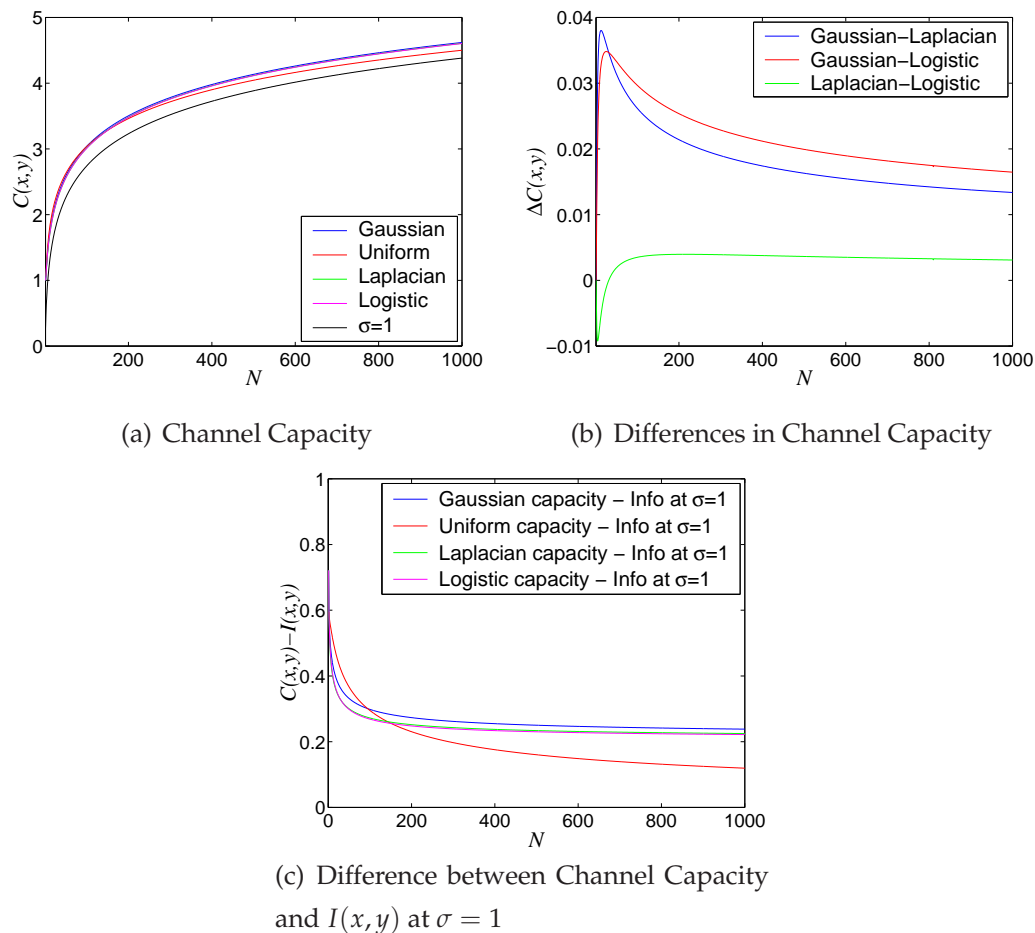 5
4
3
2
1
0
C(x,y)
200
400
600
800
1000
N
Gaussian
Uniform
Laplacian
Logistic
σ=1
(a) Channel Capacity
0.04
0.03
0.02
0.01
0
−0.01
ΔC(x,y)
200
400
600
800
1000
N
Gaussian−Laplacian
Gaussian−Logistic
Laplacian−Logistic
(b) Differences in Channel Capacity
1
0.8
0.6
0.4
0.2
0
C(x,y)−I(x,y)
0
200
400
600
800
1000
N
Gaussian capacity − Info at σ=1
Uniform capacity − Info at σ=1
Laplacian capacity − Info at σ=1
Logistic capacity − Info at σ=1
(c) Difference between Channel Capacity
and I(x, y) at σ = 1